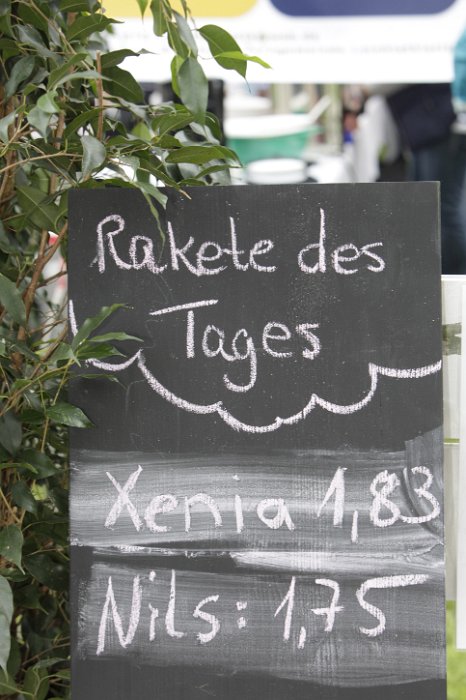 Rakete des
Tages
Xenia 1,83
Nils: 1,75